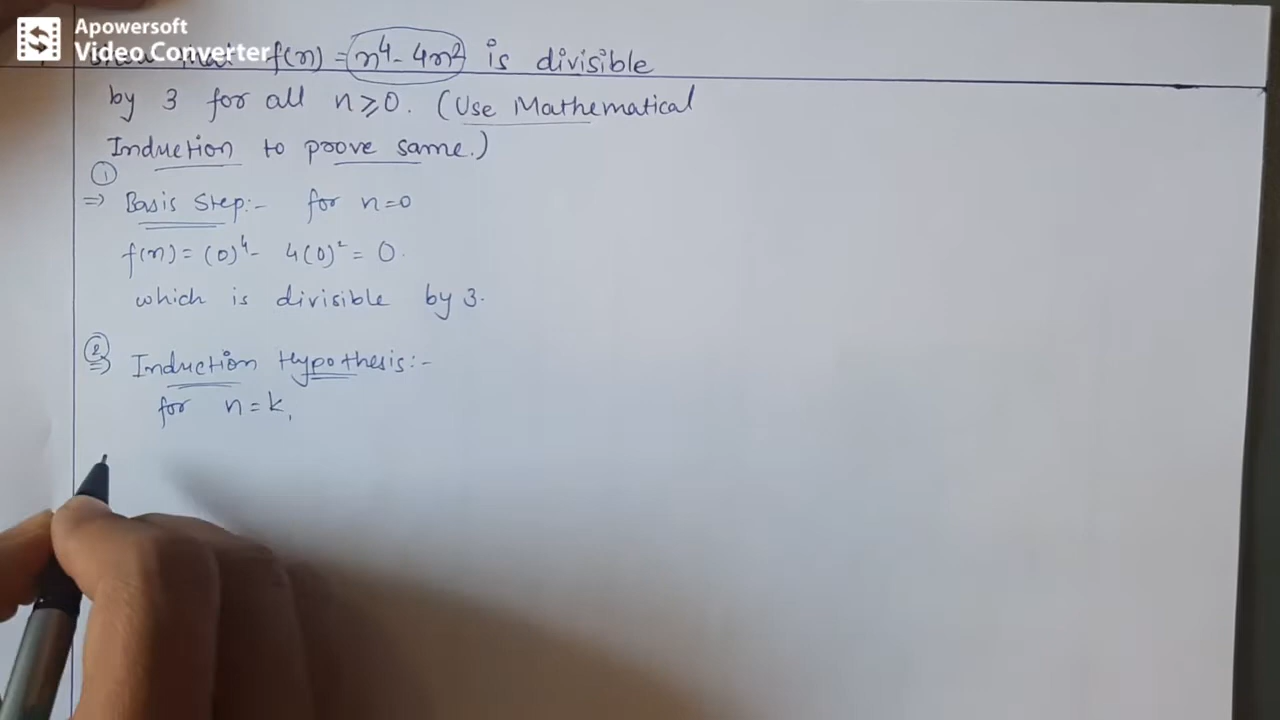 Apowersoft
Video Converter
f(n) = n⁴ - 4n² is divisible
by 3 for all n ≥ 0. (Use Mathematical
Induction to proove same.)
①
⇒ Basis Step:- for n=0
f(n) = (0)⁴ - 4(0)² = 0.
which is divisible by 3.
② ⇒ Induction Hypothesis:-
for n=k,